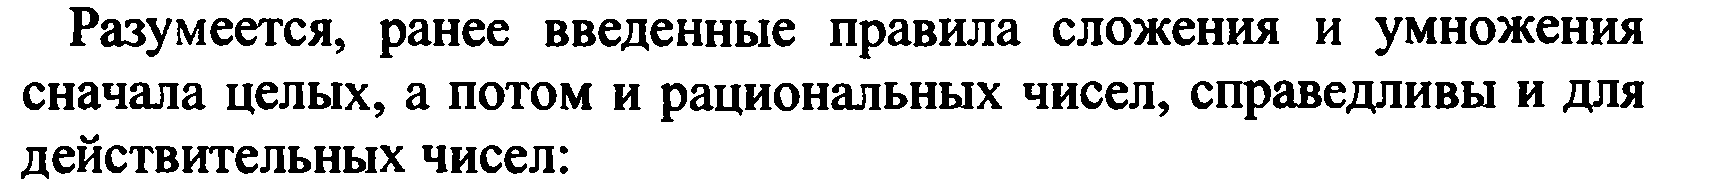 Разумеется, ранее введенные правила сложения и умножения
сначала целых, а потом и рациональных чисел, справедливы и для
действительных чисел: